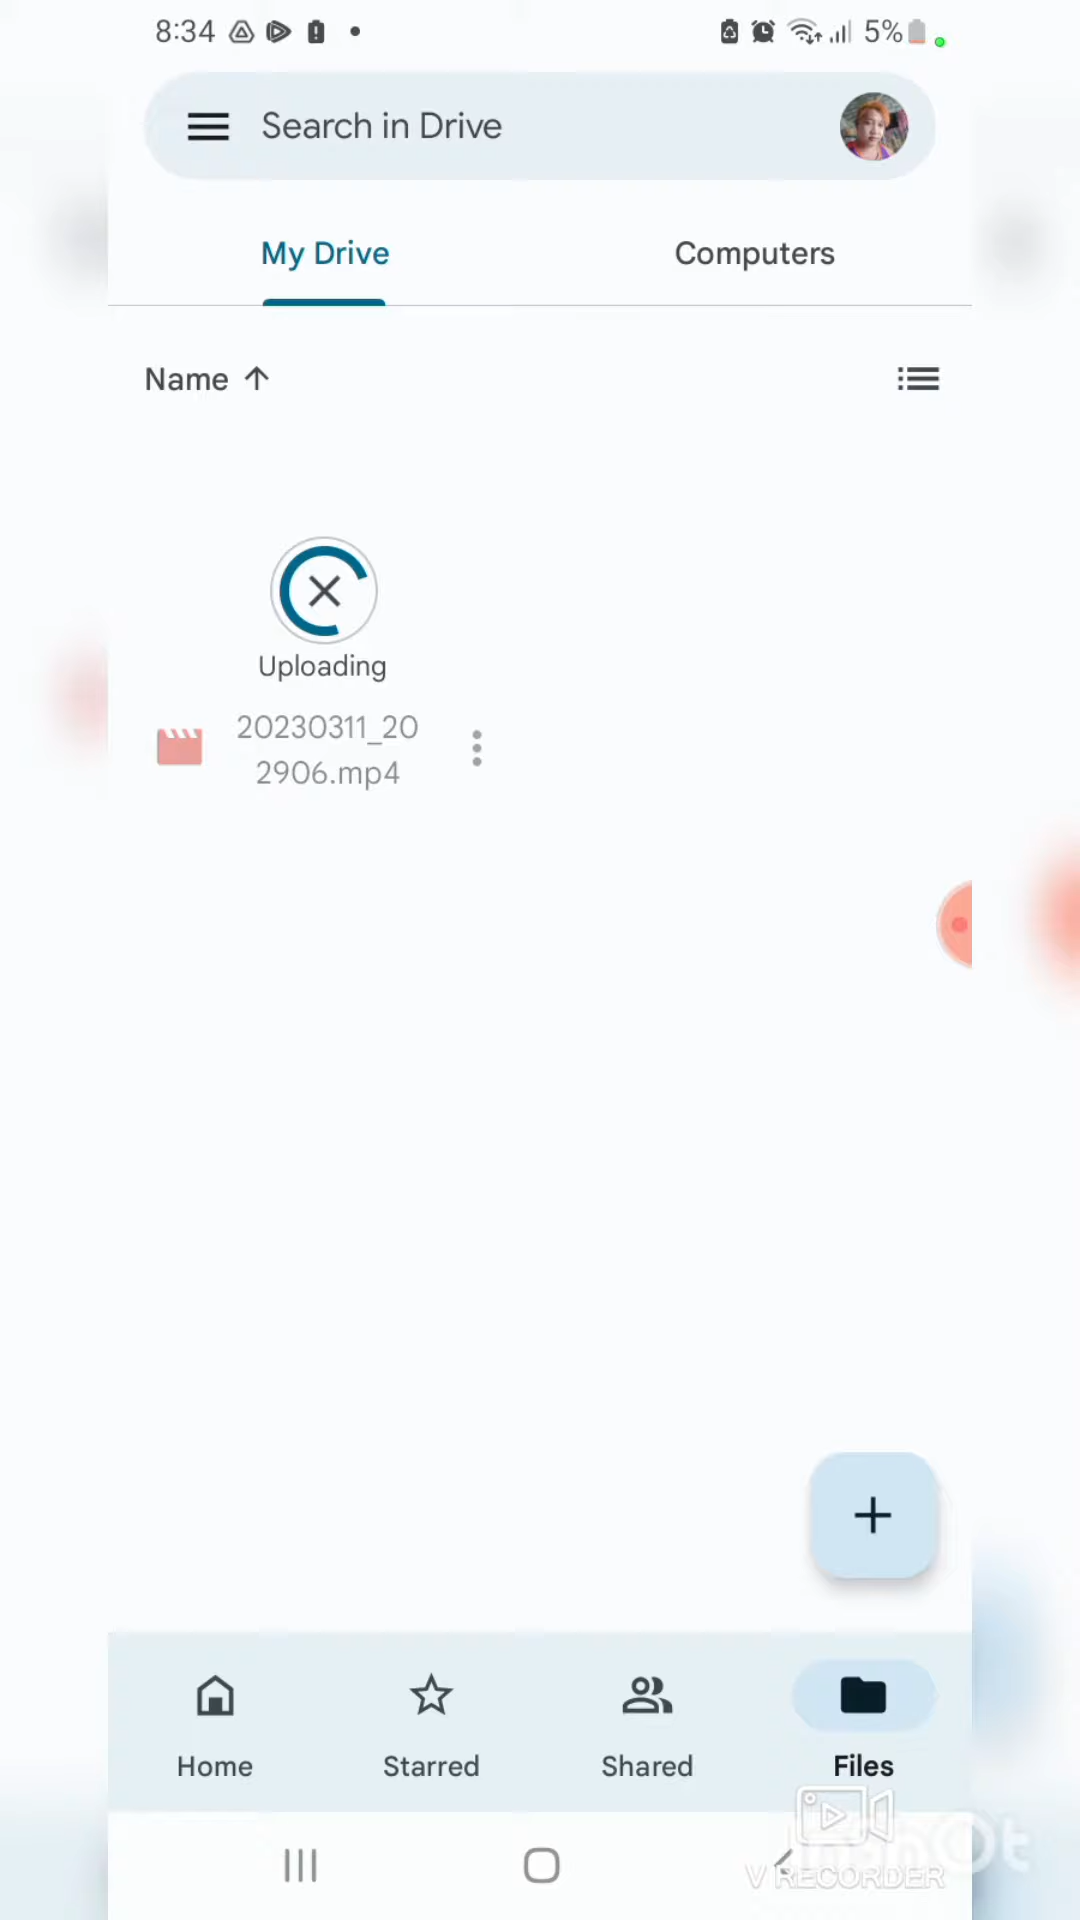 8:34
5%
Search in Drive
My Drive
Computers
Name
Uploading
20230311_20
2906.mp4
Home
Starred
Shared
Files
V RECORDER